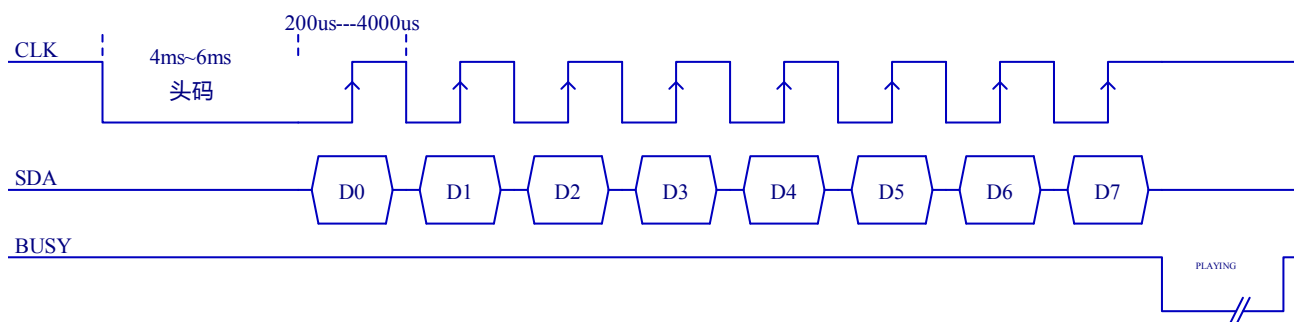 200us---4000us
CLK
4ms~6ms
头码
SDA
D0 D1 D2 D3 D4 D5 D6 D7
BUSY
PLAYING